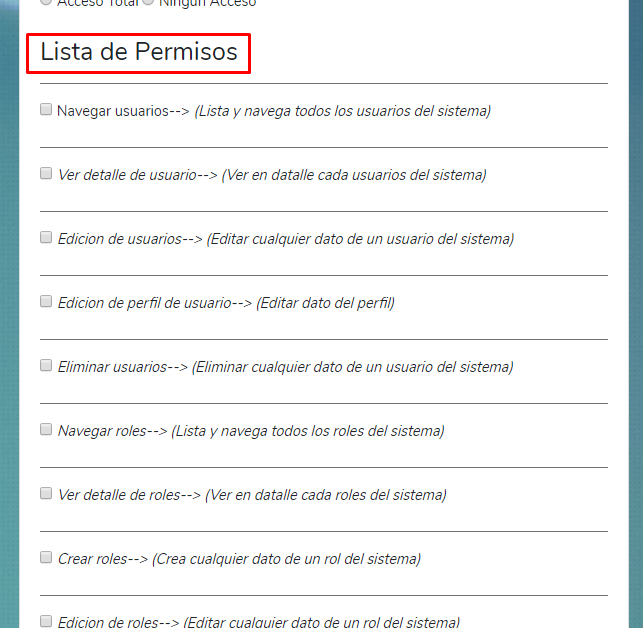 Acceso Total Ningún Acceso
Lista de Permisos
Navegar usuarios--> (Lista y navega todos los usuarios del sistema)
Ver detalle de usuario--> (Ver en datalle cada usuarios del sistema)
Edicion de usuarios--> (Editar cualquier dato de un usuario del sistema)
Edicion de perfil de usuario--> (Editar dato del perfil)
Eliminar usuarios--> (Eliminar cualquier dato de un usuario del sistema)
Navegar roles--> (Lista y navega todos los roles del sistema)
Ver detalle de roles--> (Ver en datalle cada roles del sistema)
Crear roles--> (Crea cualquier dato de un rol del sistema)
Edicion de roles--> (Editar cualquier dato de un rol del sistema)